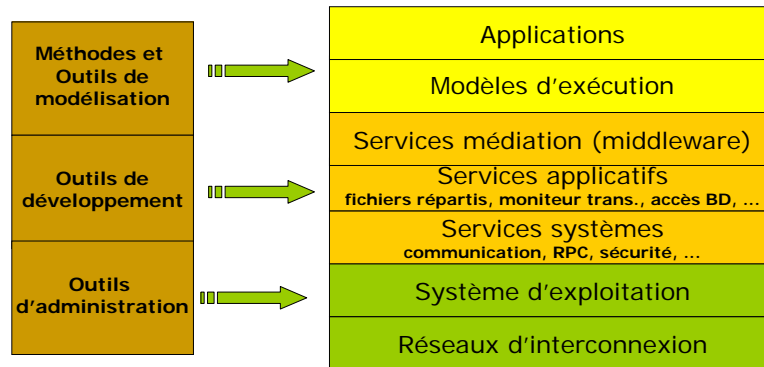 Méthodes et
Outils de
modélisation
Outils de
développement
Outils
d'administration
Applications
Modèles d'exécution
Services médiation (middleware)
Services applicatifs
fichiers répartis, moniteur trans., accès BD, ...
Services systèmes
communication, RPC, sécurité, ...
Système d'exploitation
Réseaux d'interconnexion